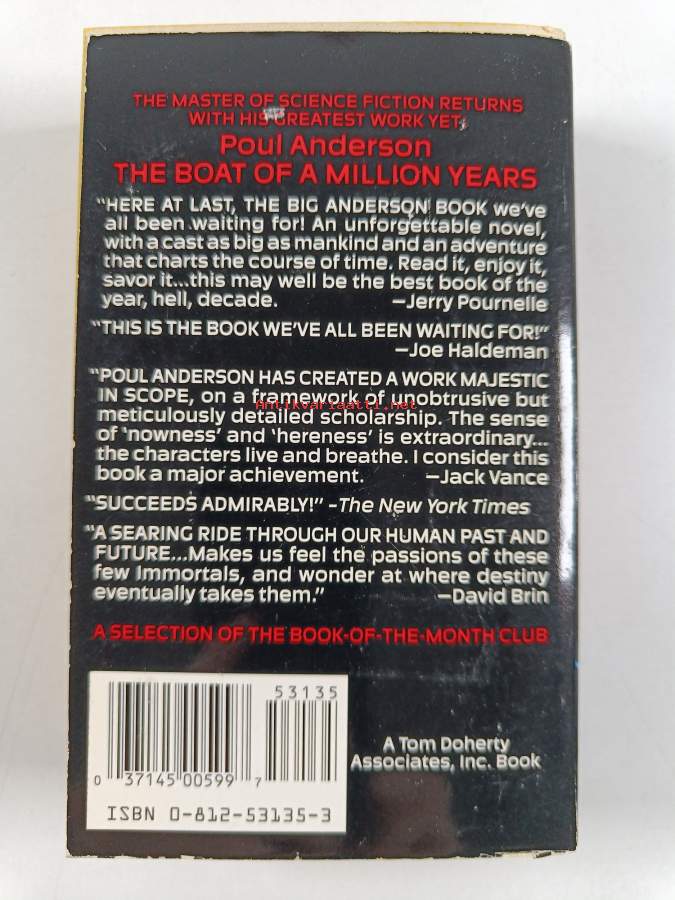 THE MASTER OF SCIENCE FICTION RETURNS
WITH HIS GREATEST WORK YET.
Poul Anderson
THE BOAT OF A MILLION YEARS
"HERE AT LAST, THE BIG ANDERSON BOOK we've
all been waiting for! An unforgettable novel,
with a cast as big as mankind and an adventure
that charts the course of time. Read it, enjoy it,
savor it...this may well be the best book of the
year, hell, decade. —Jerry Pournelle
"THIS IS THE BOOK WE'VE ALL BEEN WAITING FOR!"
—Joe Haldeman
"POUL ANDERSON HAS CREATED A WORK MAJESTIC
IN SCOPE, on a framework of unobtrusive but
Antikvariaatti.net
meticulously detailed scholarship. The sense
of 'nowness' and 'hereness' is extraordinary...
the characters live and breathe. I consider this
book a major achievement. —Jack Vance
"SUCCEEDS ADMIRABLY!" -The New York Times
"A SEARING RIDE THROUGH OUR HUMAN PAST AND
FUTURE...Makes us feel the passions of these
few Immortals, and wonder at where destiny
eventually takes them." —David Brin
A SELECTION OF THE BOOK-OF-THE-MONTH CLUB
53135
0 37145 00599 7
ISBN 0-812-53135-3
A Tom Doherty
Associates, Inc. Book